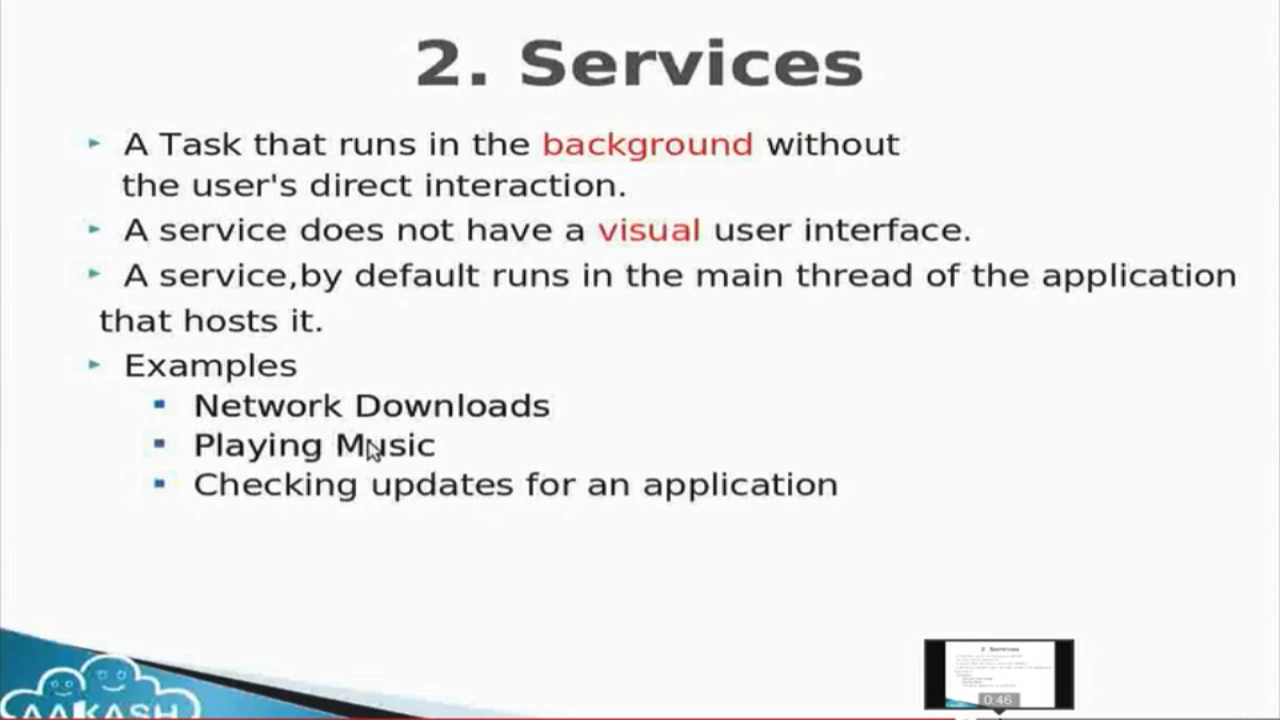 2. Services
A Task that runs in the background without
the user's direct interaction.
A service does not have a visual user interface.
A service,by default runs in the main thread of the application
that hosts it.
Examples
Network Downloads
Playing Music
Checking updates for an application
AAKASH
2 Services
0:46